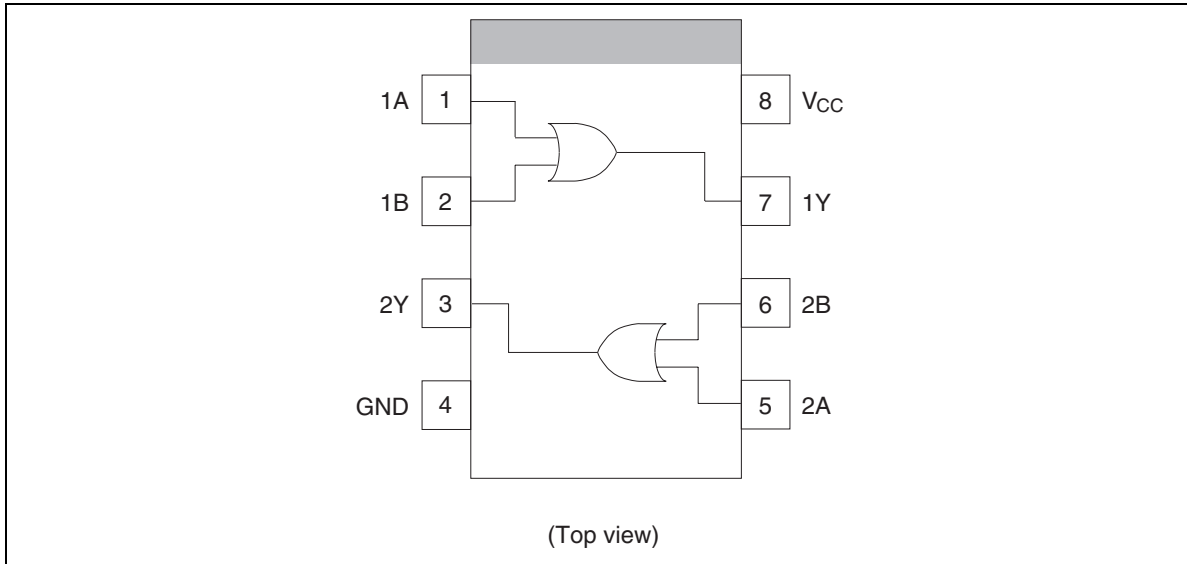 1A 1 8 VCC
1B 2 7 1Y
2Y 3 6 2B
GND 4 5 2A
(Top view)